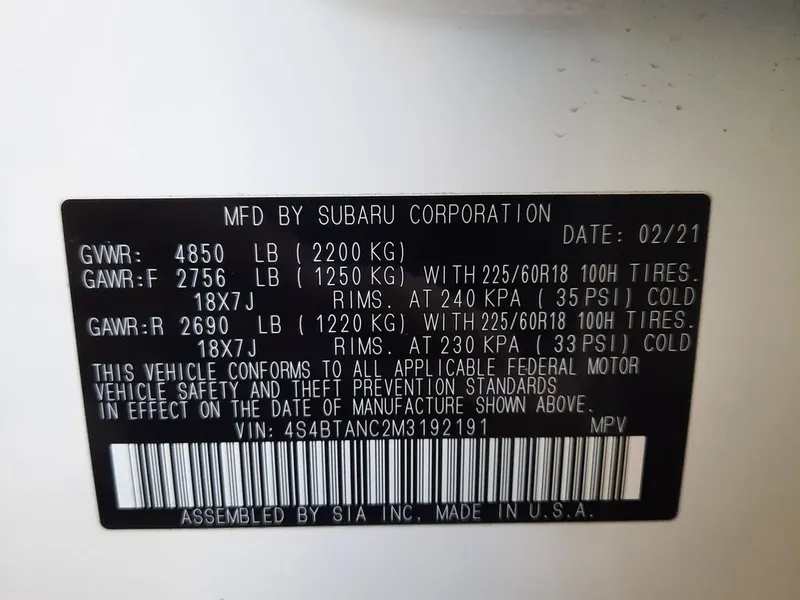 MFD BY SUBARU CORPORATION
DATE: 02/21
GVWR: 4850 LB (2200 KG)
GAWR:F 2756 LB (1250 KG) WITH 225/60R18 100H TIRES.
18X7J RIMS. AT 240 KPA (35 PSI) COLD
GAWR:R 2690 LB (1220 KG) WITH 225/60R18 100H TIRES.
18X7J RIMS. AT 230 KPA (33 PSI) COLD
THIS VEHICLE CONFORMS TO ALL APPLICABLE FEDERAL MOTOR
VEHICLE SAFETY AND THEFT PREVENTION STANDARDS
IN EFFECT ON THE DATE OF MANUFACTURE SHOWN ABOVE.
VIN: 4S4BTANC2M3192191 MPV
ASSEMBLED BY SIA INC. MADE IN U.S.A.